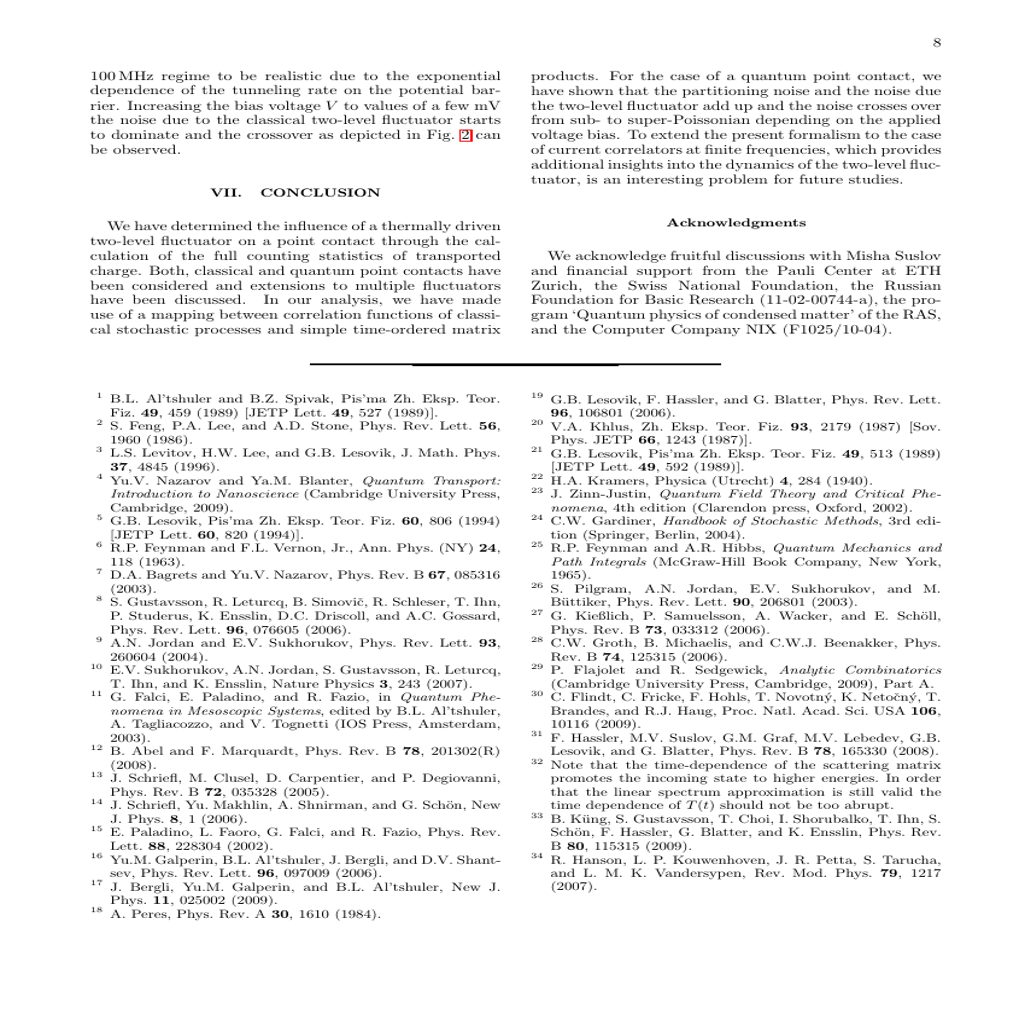 8
100 MHz regime to be realistic due to the exponential
dependence of the tunneling rate on the potential bar-
rier. Increasing the bias voltage V to values of a few mV
the noise due to the classical two-level fluctuator starts
to dominate and the crossover as depicted in Fig. 2 can
be observed.
VII. CONCLUSION
We have determined the influence of a thermally driven
two-level fluctuator on a point contact through the cal-
culation of the full counting statistics of transported
charge. Both, classical and quantum point contacts have
been considered and extensions to multiple fluctuators
have been discussed. In our analysis, we have made
use of a mapping between correlation functions of classi-
cal stochastic processes and simple time-ordered matrix
products. For the case of a quantum point contact, we
have shown that the partitioning noise and the noise due
the two-level fluctuator add up and the noise crosses over
from sub- to super-Poissonian depending on the applied
voltage bias. To extend the present formalism to the case
of current correlators at finite frequencies, which provides
additional insights into the dynamics of the two-level fluc-
tuator, is an interesting problem for future studies.
Acknowledgments
We acknowledge fruitful discussions with Misha Suslov
and financial support from the Pauli Center at ETH
Zurich, the Swiss National Foundation, the Russian
Foundation for Basic Research (11-02-00744-a), the pro-
gram ‘Quantum physics of condensed matter’ of the RAS,
and the Computer Company NIX (F1025/10-04).
1 B.L. Al'tshuler and B.Z. Spivak, Pis'ma Zh. Eksp. Teor.
Fiz. 49, 459 (1989) [JETP Lett. 49, 527 (1989)].
2 S. Feng, P.A. Lee, and A.D. Stone, Phys. Rev. Lett. 56,
1960 (1986).
3 L.S. Levitov, H.W. Lee, and G.B. Lesovik, J. Math. Phys.
37, 4845 (1996).
4 Yu.V. Nazarov and Ya.M. Blanter, Quantum Transport:
Introduction to Nanoscience (Cambridge University Press,
Cambridge, 2009).
5 G.B. Lesovik, Pis'ma Zh. Eksp. Teor. Fiz. 60, 806 (1994)
[JETP Lett. 60, 820 (1994)].
6 R.P. Feynman and F.L. Vernon, Jr., Ann. Phys. (NY) 24,
118 (1963).
7 D.A. Bagrets and Yu.V. Nazarov, Phys. Rev. B 67, 085316
(2003).
8 S. Gustavsson, R. Leturcq, B. Simovič, R. Schleser, T. Ihn,
P. Studerus, K. Ensslin, D.C. Driscoll, and A.C. Gossard,
Phys. Rev. Lett. 96, 076605 (2006).
9 A.N. Jordan and E.V. Sukhorukov, Phys. Rev. Lett. 93,
260604 (2004).
10 E.V. Sukhorukov, A.N. Jordan, S. Gustavsson, R. Leturcq,
T. Ihn, and K. Ensslin, Nature Physics 3, 243 (2007).
11 G. Falci, E. Paladino, and R. Fazio, in Quantum Phe-
nomena in Mesoscopic Systems, edited by B.L. Al'tshuler,
A. Tagliacozzo, and V. Tognetti (IOS Press, Amsterdam,
2003).
12 B. Abel and F. Marquardt, Phys. Rev. B 78, 201302(R)
(2008).
13 J. Schriefl, M. Clusel, D. Carpentier, and P. Degiovanni,
Phys. Rev. B 72, 035328 (2005).
14 J. Schriefl, Yu. Makhlin, A. Shnirman, and G. Schön, New
J. Phys. 8, 1 (2006).
15 E. Paladino, L. Faoro, G. Falci, and R. Fazio, Phys. Rev.
Lett. 88, 228304 (2002).
16 Yu.M. Galperin, B.L. Al'tshuler, J. Bergli, and D.V. Shant-
sev, Phys. Rev. Lett. 96, 097009 (2006).
17 J. Bergli, Yu.M. Galperin, and B.L. Al'tshuler, New J.
Phys. 11, 025002 (2009).
18 A. Peres, Phys. Rev. A 30, 1610 (1984).
19 G.B. Lesovik, F. Hassler, and G. Blatter, Phys. Rev. Lett.
96, 106801 (2006).
20 V.A. Khlus, Zh. Eksp. Teor. Fiz. 93, 2179 (1987) [Sov.
Phys. JETP 66, 1243 (1987)].
21 G.B. Lesovik, Pis'ma Zh. Eksp. Teor. Fiz. 49, 513 (1989)
[JETP Lett. 49, 592 (1989)].
22 H.A. Kramers, Physica (Utrecht) 4, 284 (1940).
23 J. Zinn-Justin, Quantum Field Theory and Critical Phe-
nomena, 4th edition (Clarendon press, Oxford, 2002).
24 C.W. Gardiner, Handbook of Stochastic Methods, 3rd edi-
tion (Springer, Berlin, 2004).
25 R.P. Feynman and A.R. Hibbs, Quantum Mechanics and
Path Integrals (McGraw-Hill Book Company, New York,
1965).
26 S. Pilgram, A.N. Jordan, E.V. Sukhorukov, and M.
Büttiker, Phys. Rev. Lett. 90, 206801 (2003).
27 G. Kießlich, P. Samuelsson, A. Wacker, and E. Schöll,
Phys. Rev. B 73, 033312 (2006).
28 C.W. Groth, B. Michaelis, and C.W.J. Beenakker, Phys.
Rev. B 74, 125315 (2006).
29 P. Flajolet and R. Sedgewick, Analytic Combinatorics
(Cambridge University Press, Cambridge, 2009), Part A.
30 C. Flindt, C. Fricke, F. Hohls, T. Novotný, K. Netočný, T.
Brandes, and R.J. Haug, Proc. Natl. Acad. Sci. USA 106,
10116 (2009).
31 F. Hassler, M.V. Suslov, G.M. Graf, M.V. Lebedev, G.B.
Lesovik, and G. Blatter, Phys. Rev. B 78, 165330 (2008).
32 Note that the time-dependence of the scattering matrix
promotes the incoming state to higher energies. In order
that the linear spectrum approximation is still valid the
time dependence of T(t) should not be too abrupt.
33 B. Küng, S. Gustavsson, T. Choi, I. Shorubalko, T. Ihn, S.
Schön, F. Hassler, G. Blatter, and K. Ensslin, Phys. Rev.
B 80, 115315 (2009).
34 R. Hanson, L. P. Kouwenhoven, J. R. Petta, S. Tarucha,
and L. M. K. Vandersypen, Rev. Mod. Phys. 79, 1217
(2007).